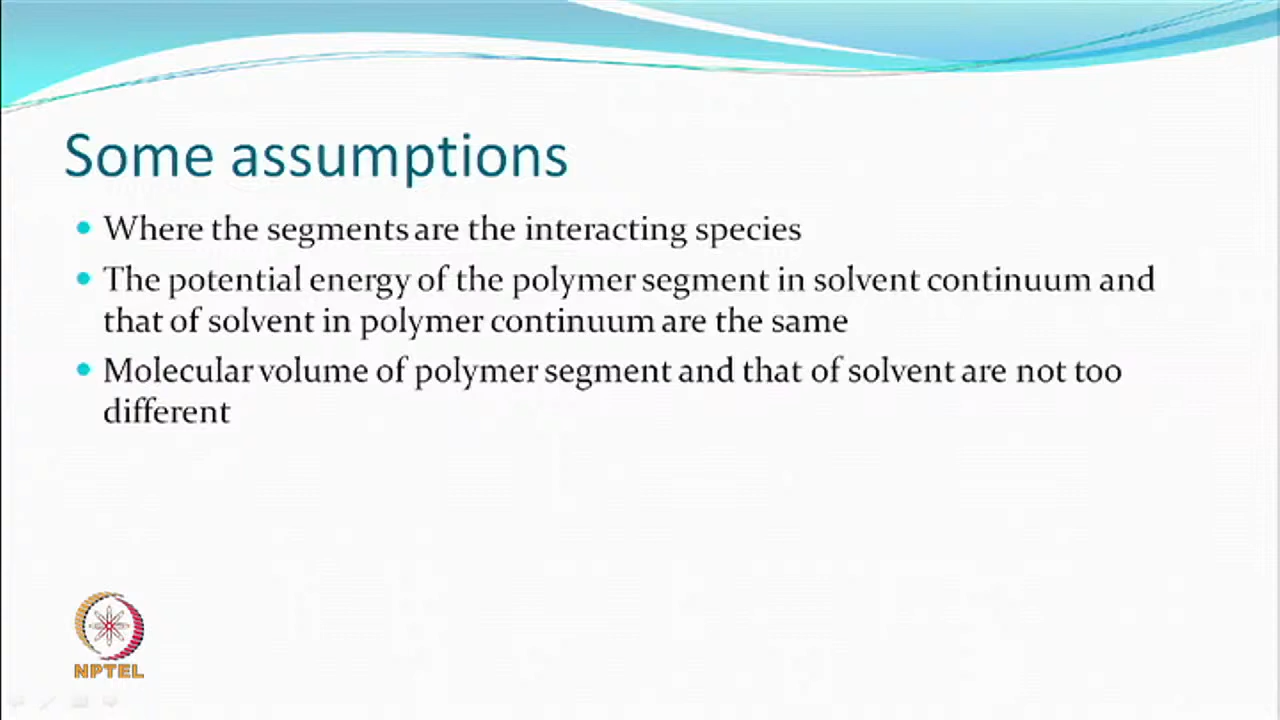 Some assumptions
Where the segments are the interacting species
The potential energy of the polymer segment in solvent continuum and
that of solvent in polymer continuum are the same
Molecular volume of polymer segment and that of solvent are not too
different
NPTEL